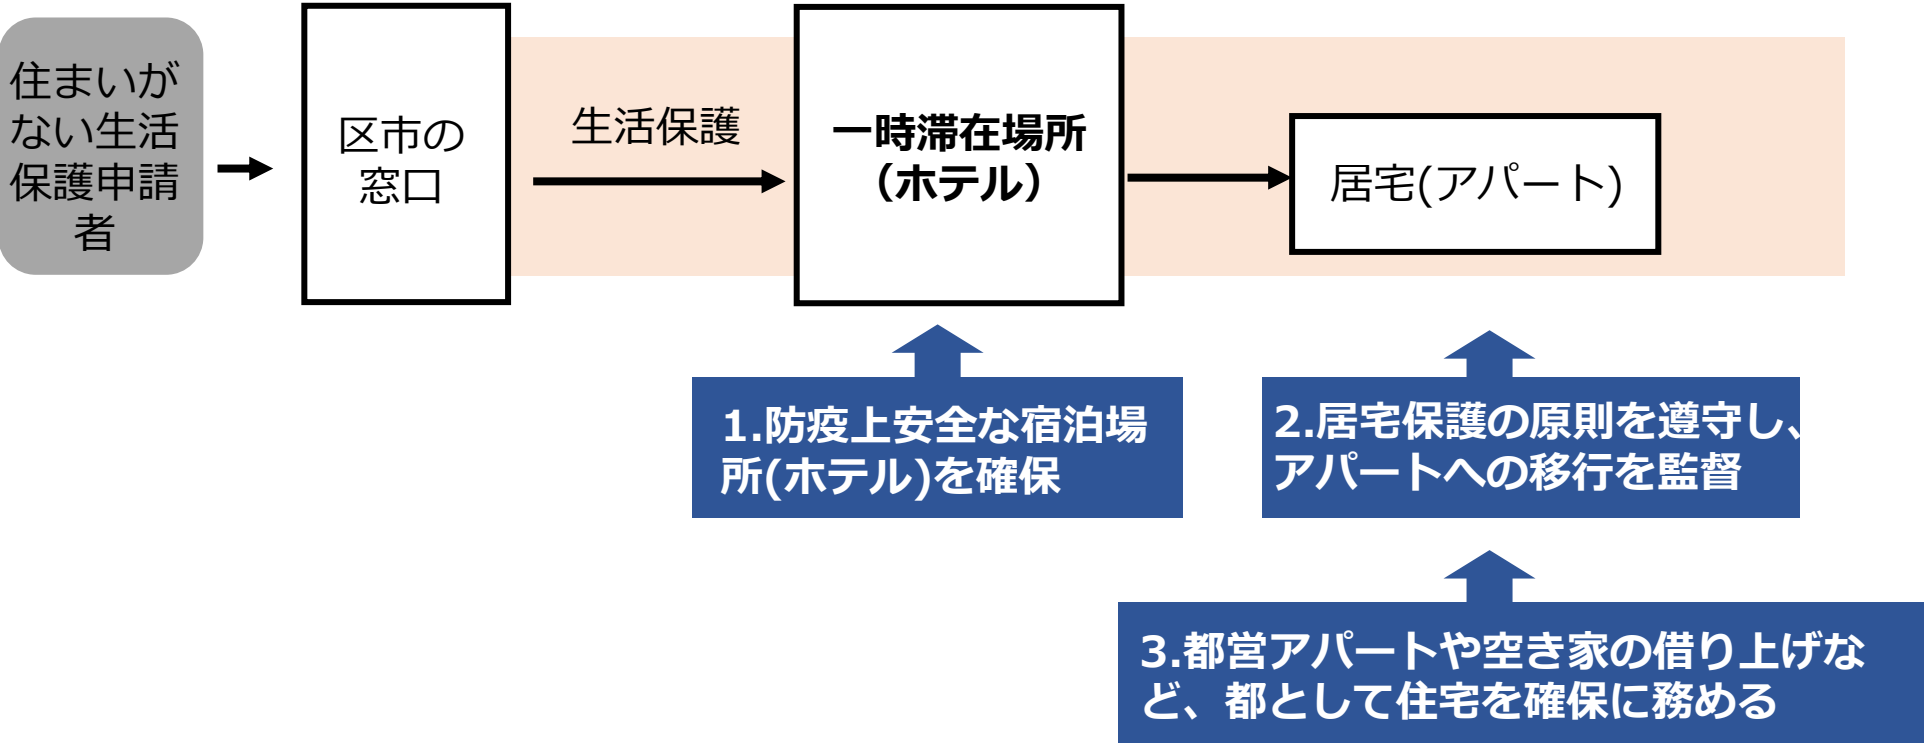 住まいが
ない生活
保護申請
者
区市の
窓口
生活保護
一時滞在場所
（ホテル）
居宅(アパート)
1.防疫上安全な宿泊場
所(ホテル)を確保
2.居宅保護の原則を遵守し、
アパートへの移行を監督
3.都営アパートや空き家の借り上げな
ど、都として住宅を確保に務める